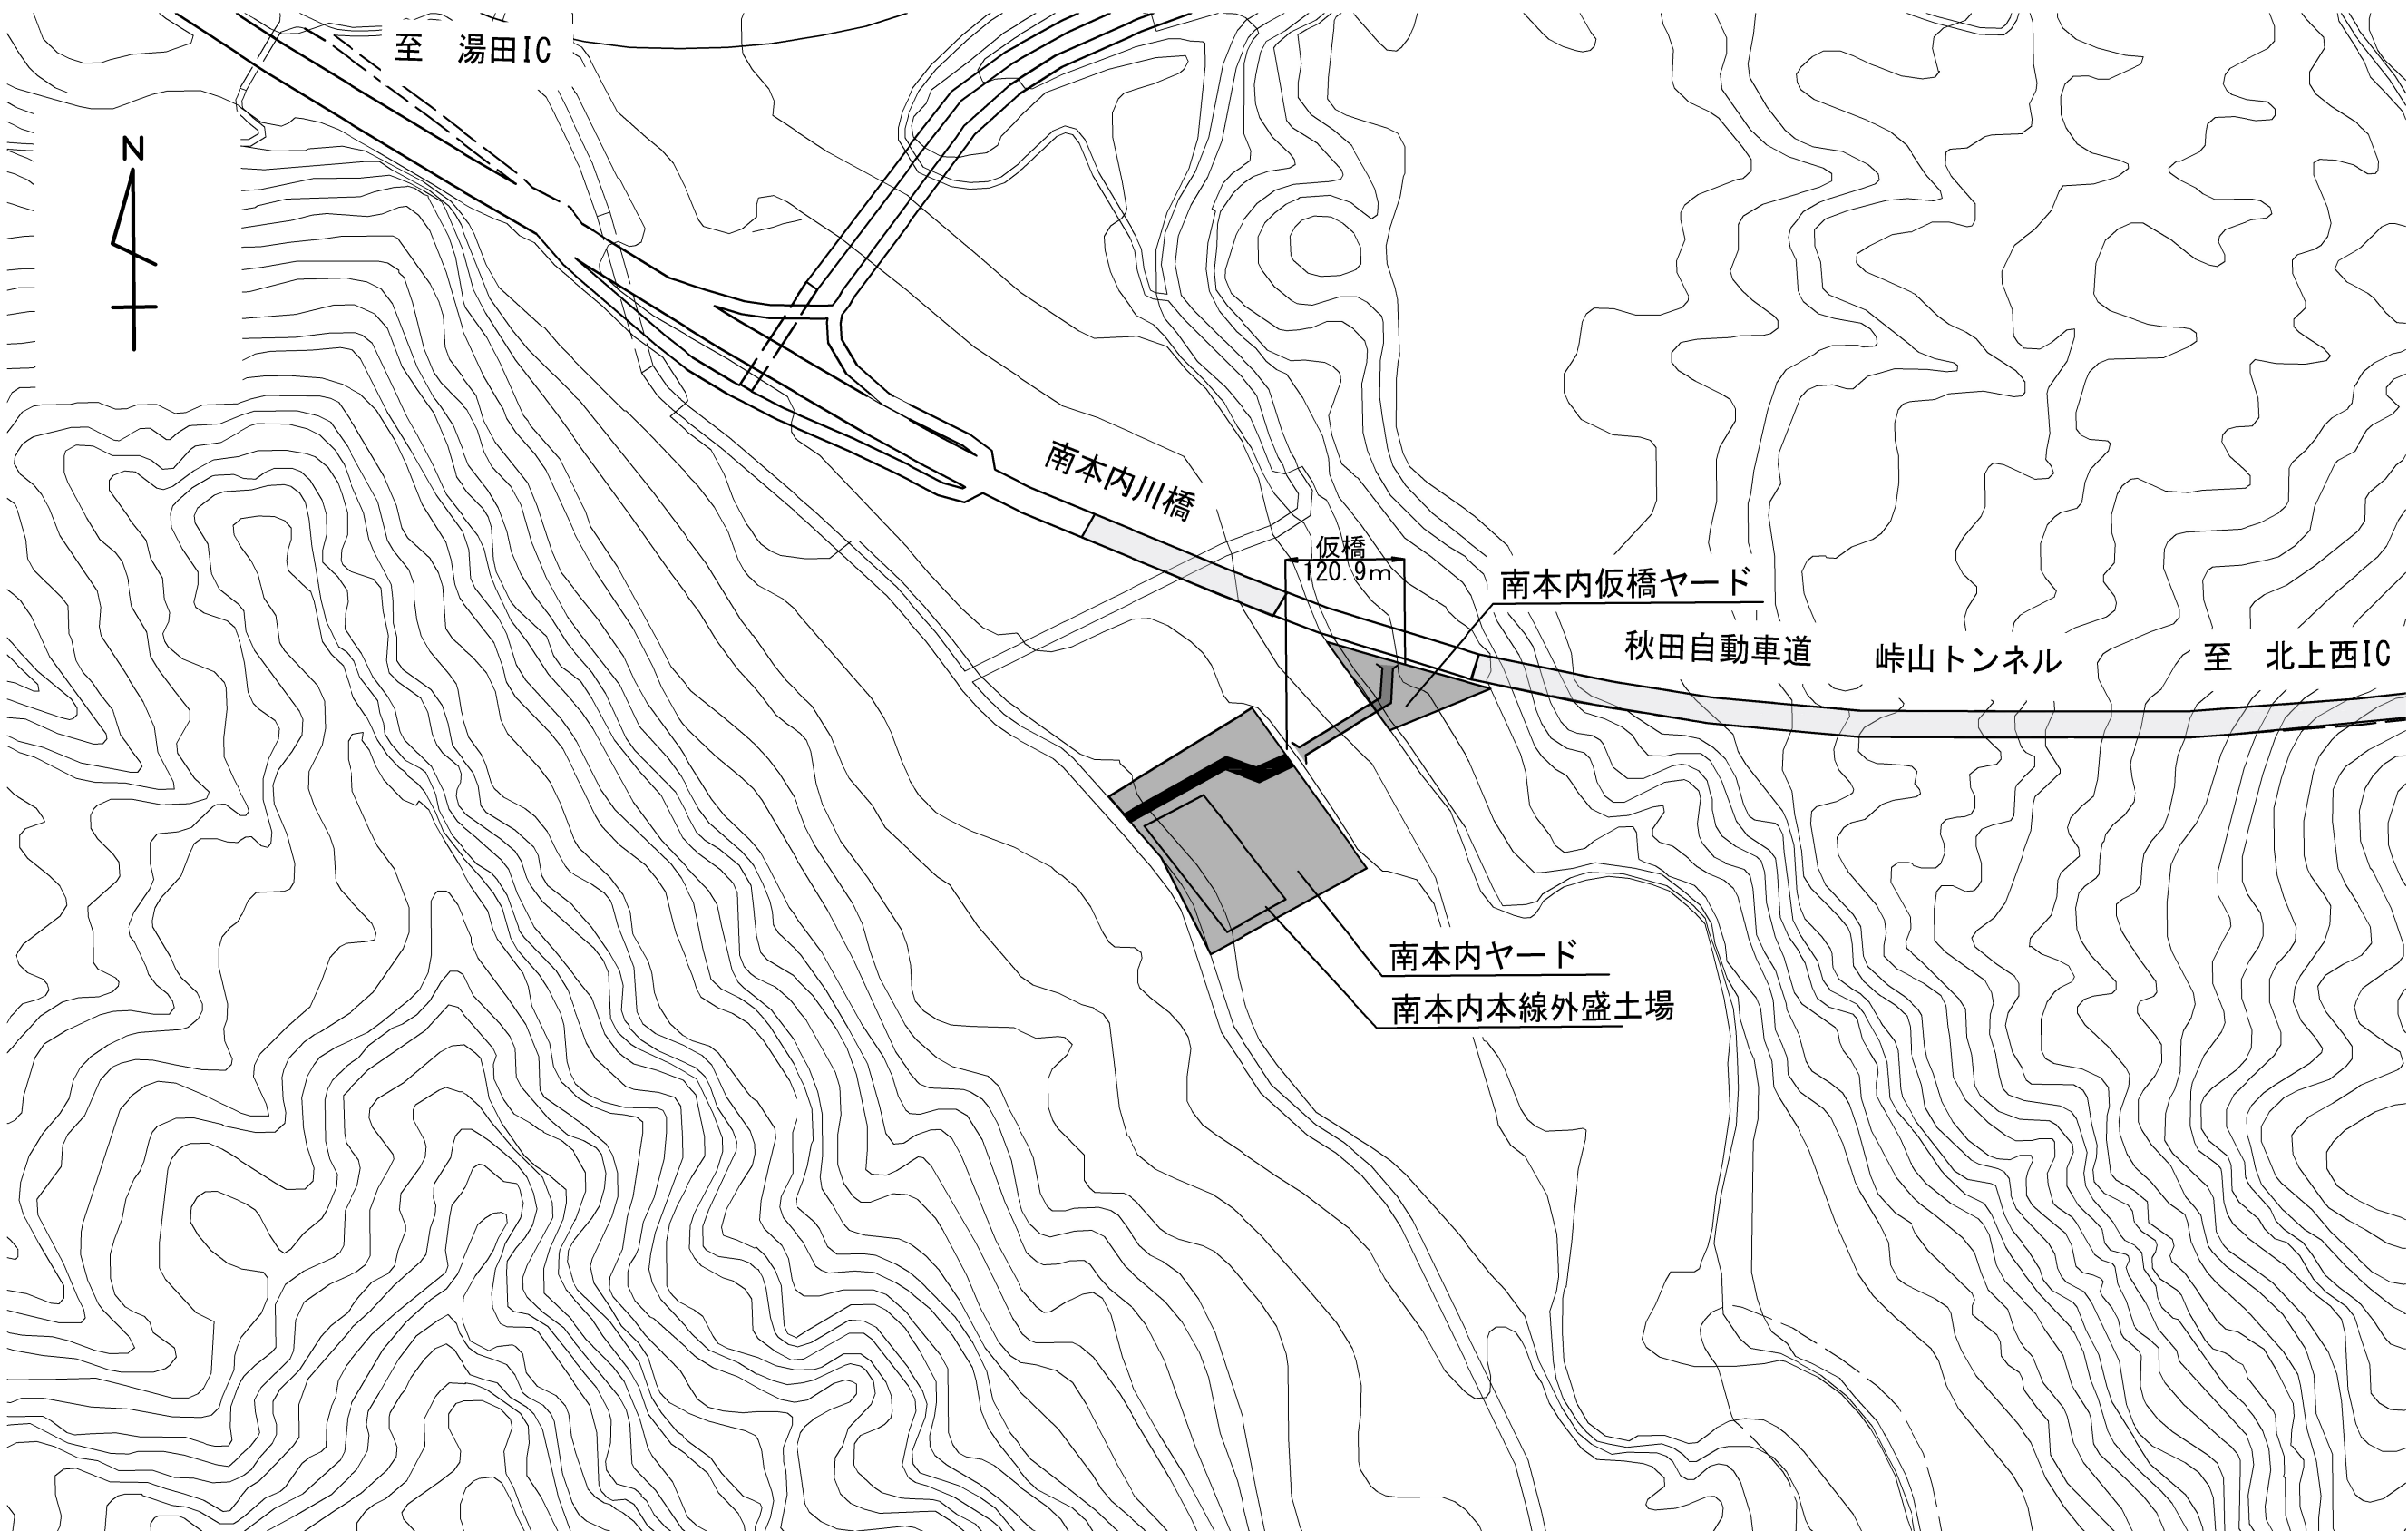 至　湯田IC
N
南本内川橋
仮橋
120.9m
南本内仮橋ヤード
秋田自動車道
峠山トンネル
至　北上西IC
南本内ヤード
南本内本線外盛土場